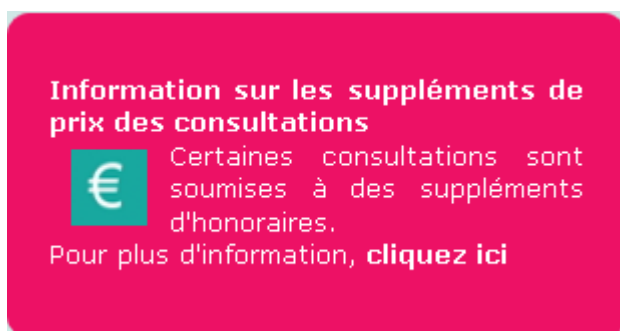 Information sur les suppléments de
prix des consultations
€
Certaines consultations sont
soumises à des suppléments
d'honoraires.
Pour plus d'information, cliquez ici